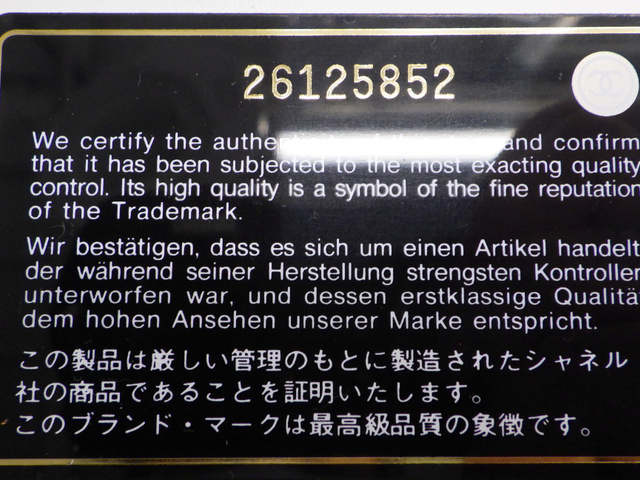 26125852
We certify the and confirm
that it has been subjected to the most exacting quality
control. Its high quality is a symbol of the fine reputation
of the Trademark.
Wir bestätigen, dass es sich um einen Artikel handelt
der während seiner Herstellung strengsten
unterworfen war, und dessen erstklassige
dem hohen Ansehen unserer Marke entspricht.
この製品は厳しい管理のもとに製造されたシャネル
社の商品であることを証明いたします。
このブランド・マークは最高級品質の象徴です。